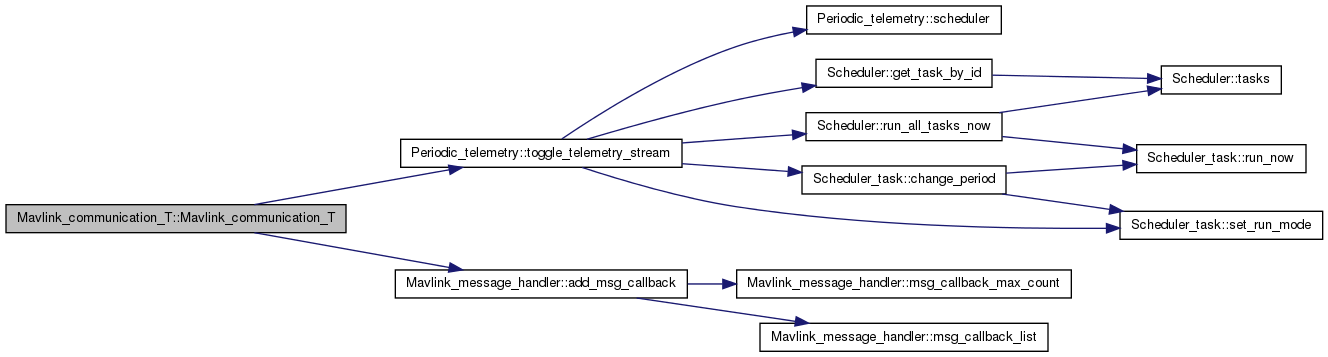 Periodic_telemetry::scheduler
Scheduler::get_task_by_id
Scheduler::tasks
Scheduler::run_all_tasks_now
Periodic_telemetry::toggle_telemetry_stream
Scheduler_task::run_now
Scheduler_task::change_period
Mavlink_communication_T::Mavlink_communication_T
Scheduler_task::set_run_mode
Mavlink_message_handler::add_msg_callback
Mavlink_message_handler::msg_callback_max_count
Mavlink_message_handler::msg_callback_list